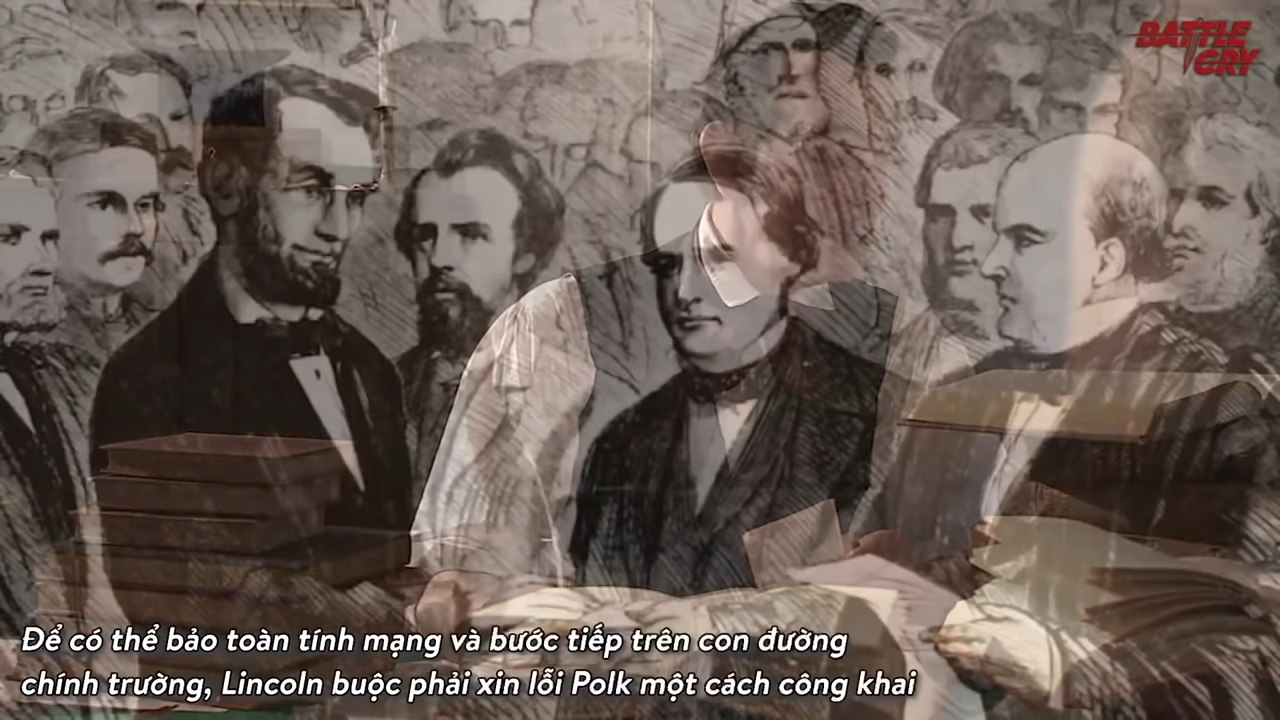 BATTLE
CRY
Để có thể bảo toàn tính mạng và bước tiếp trên con đường
chính trường, Lincoln buộc phải xin lỗi Polk một cách công khai